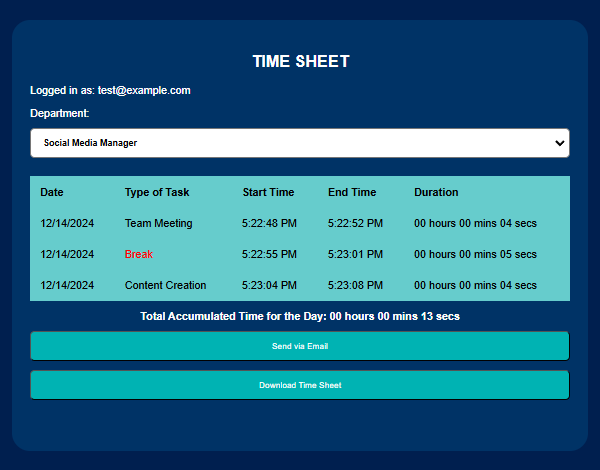 TIME SHEET
Logged in as: test@example.com
Department:
Social Media Manager
Date Type of Task Start Time End Time Duration
12/14/2024 Team Meeting 5:22:48 PM 5:22:52 PM 00 hours 00 mins 04 secs
12/14/2024 Break 5:22:55 PM 5:23:01 PM 00 hours 00 mins 05 secs
12/14/2024 Content Creation 5:23:04 PM 5:23:08 PM 00 hours 00 mins 04 secs
Total Accumulated Time for the Day: 00 hours 00 mins 13 secs
Send via Email
Download Time Sheet